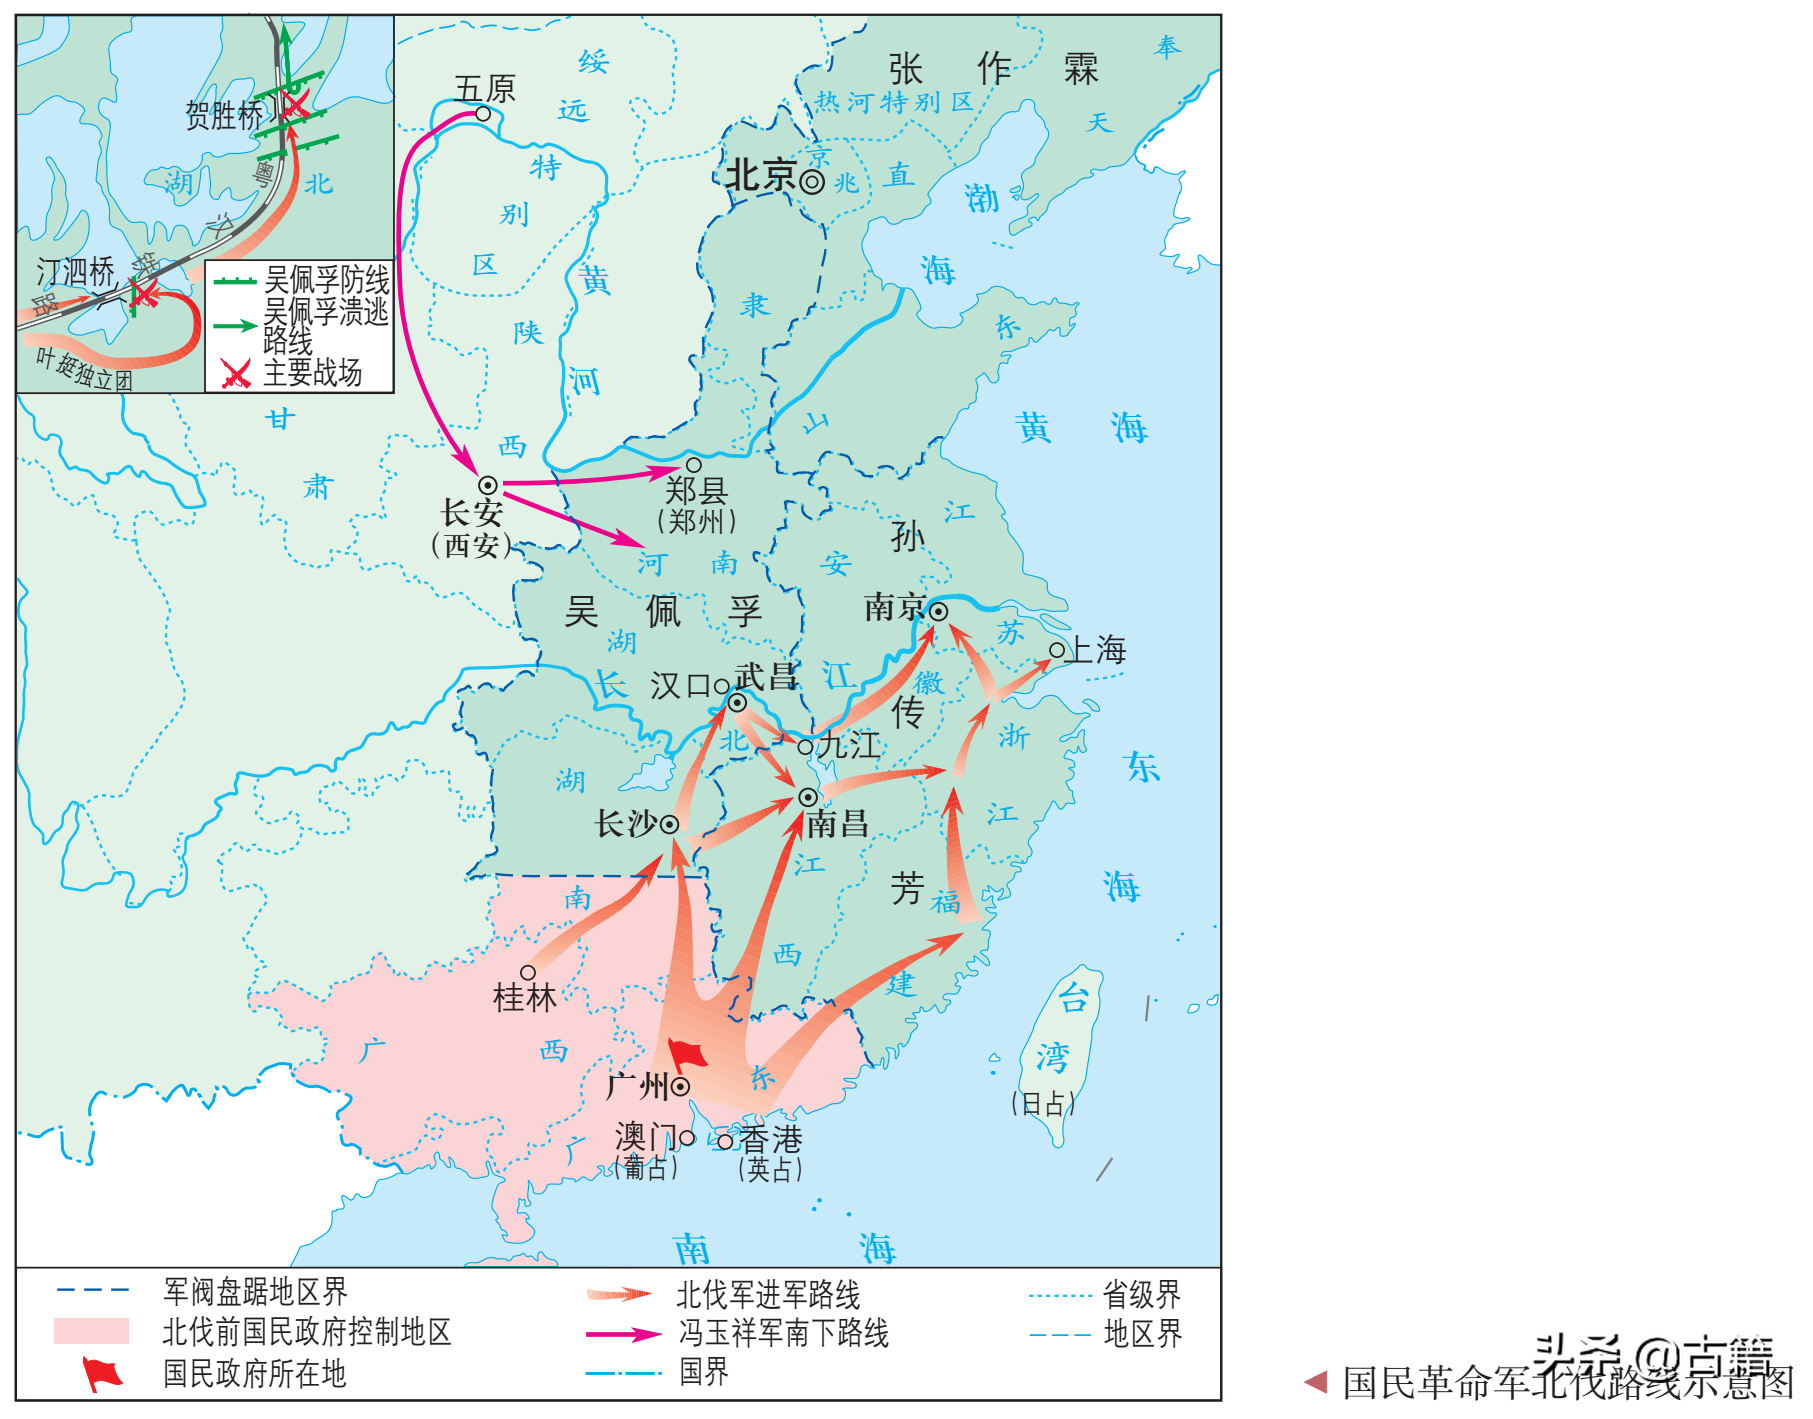 贺胜桥
粤
湖
北
汉
汀泗桥
铁
路
叶挺独立团
吴佩孚防线
吴佩孚溃逃
路线
主要战场
五原
绥
远
特
别
区
张 作 霖
奉
天
热河特别区
北京
京
兆
直
隶
渤
海
黄
河
陕
西
甘
肃
山
东
黄 海
长安
(西安)
郑县
(郑州)
河 南
孙
江
安
吴 佩 孚
湖
南京
苏
上海
长
汉口
武昌
江
徽
传
北
九江
浙
湖
东
长沙
南昌
江
江
海
南
芳
福
西
建
桂林
广
西
台
湾
(日占)
广州
东
广
澳门
(葡占)
香港
(英占)
南 海
军阀盘踞地区界
北伐前国民政府控制地区
国民政府所在地
北伐军进军路线
冯玉祥军南下路线
国界
省级界
地区界
头条 @古籍
国民革命军北伐路线示意图